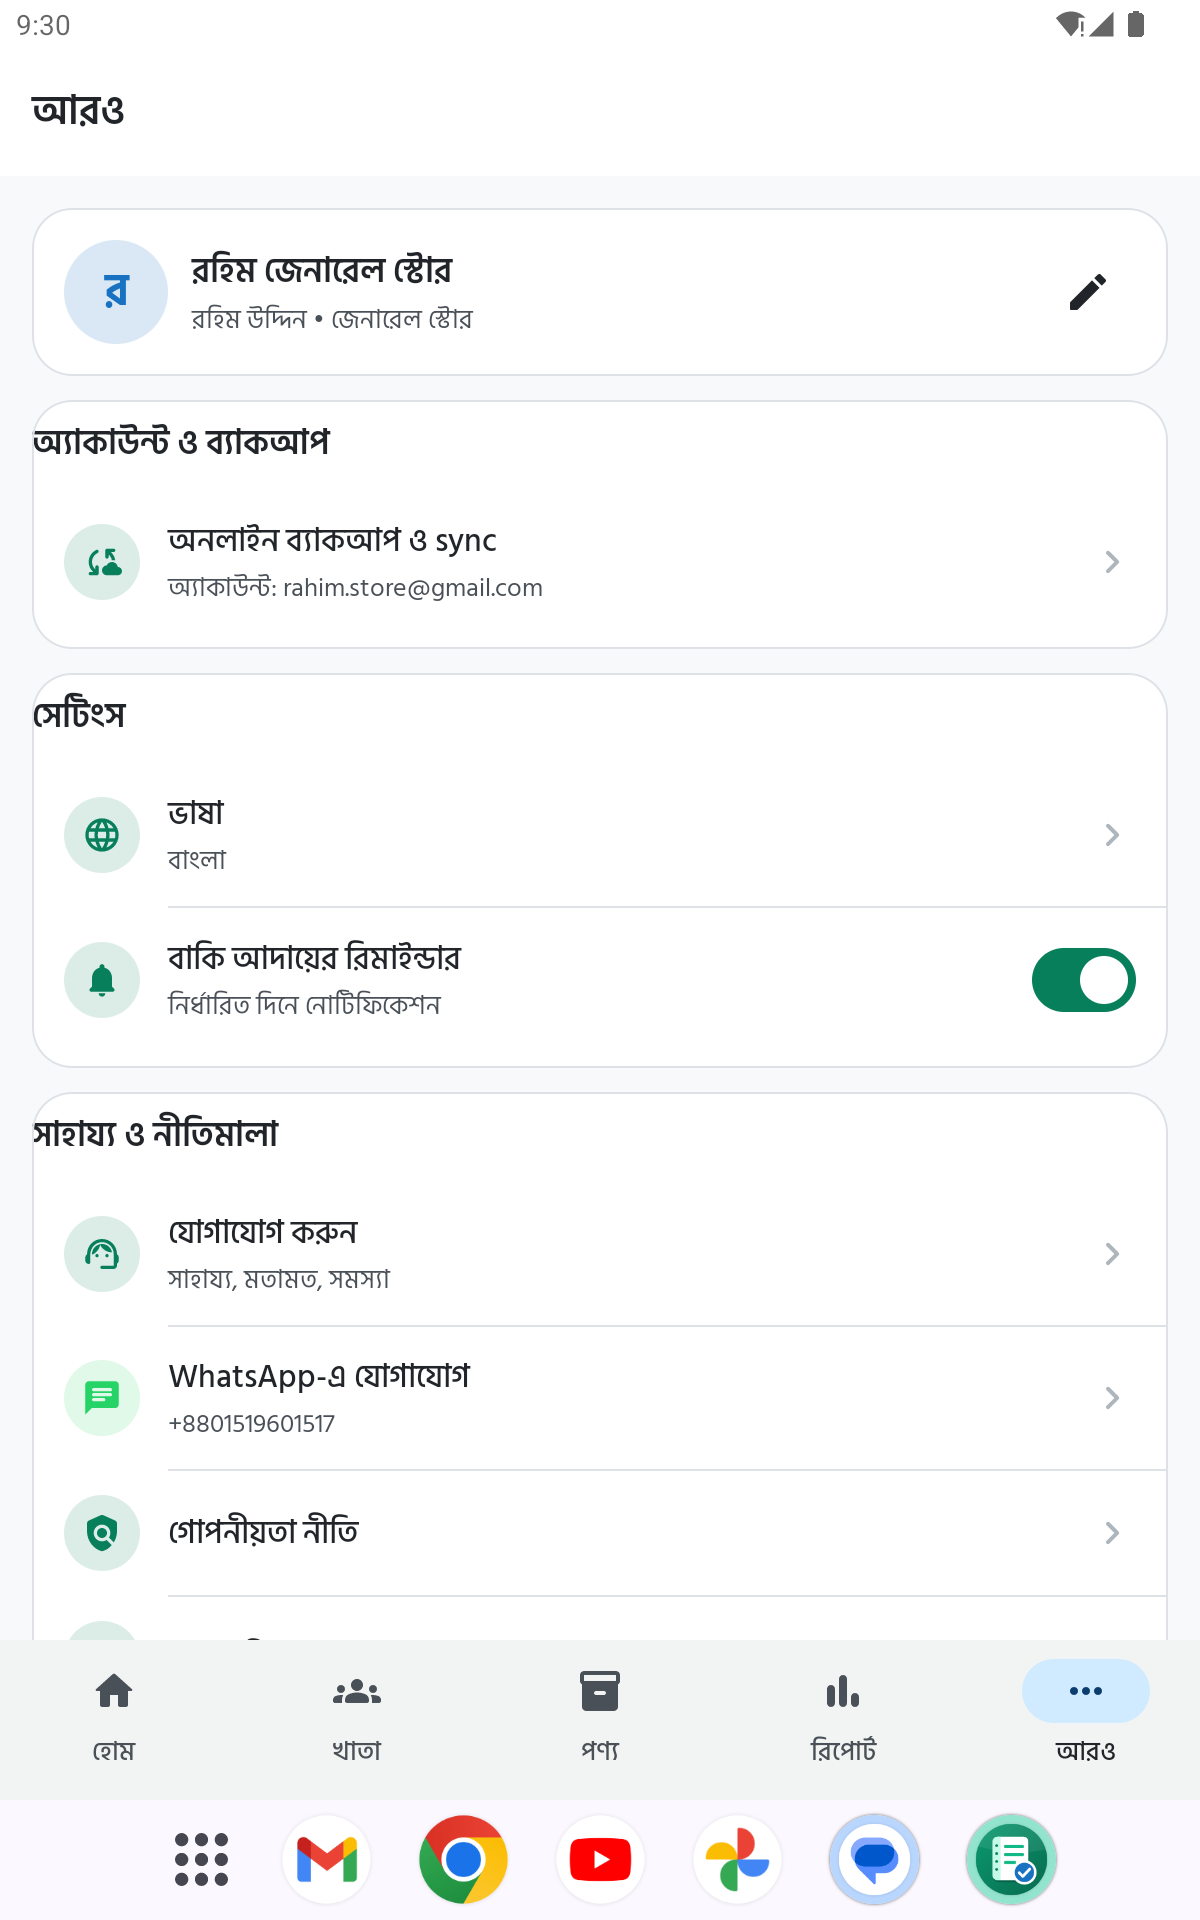 9:30
আরও
র
রহিম জেনারেল স্টোর
রহিম উদ্দিন • জেনারেল স্টোর
অ্যাকাউন্ট ও ব্যাকআপ
অনলাইন ব্যাকআপ ও sync
অ্যাকাউন্ট: rahim.store@gmail.com
সেটিংস
ভাষা
বাংলা
বাকি আদায়ের রিমাইন্ডার
নির্ধারিত দিনে নোটিফিকেশন
সাহায্য ও নীতিমালা
যোগাযোগ করুন
সাহায্য, মতামত, সমস্যা
WhatsApp-এ যোগাযোগ
+8801519601517
গোপনীয়তা নীতি
হোম
খাতা
পণ্য
রিপোর্ট
আরও